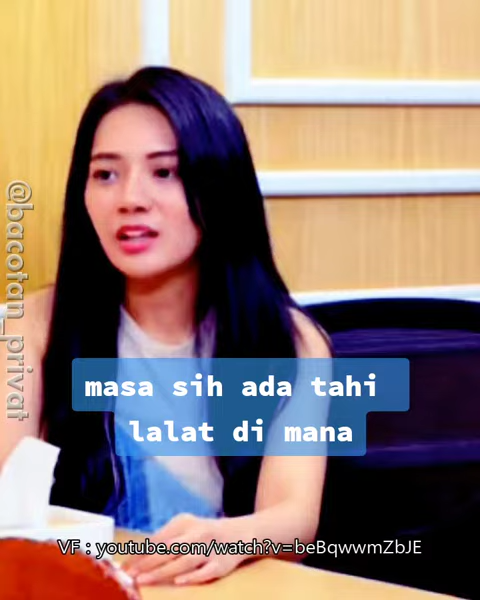 @bacotan_privat
masa sih ada tahi
lalat di mana
VF : youtube.com/watch?v=beBqwwmZbJE